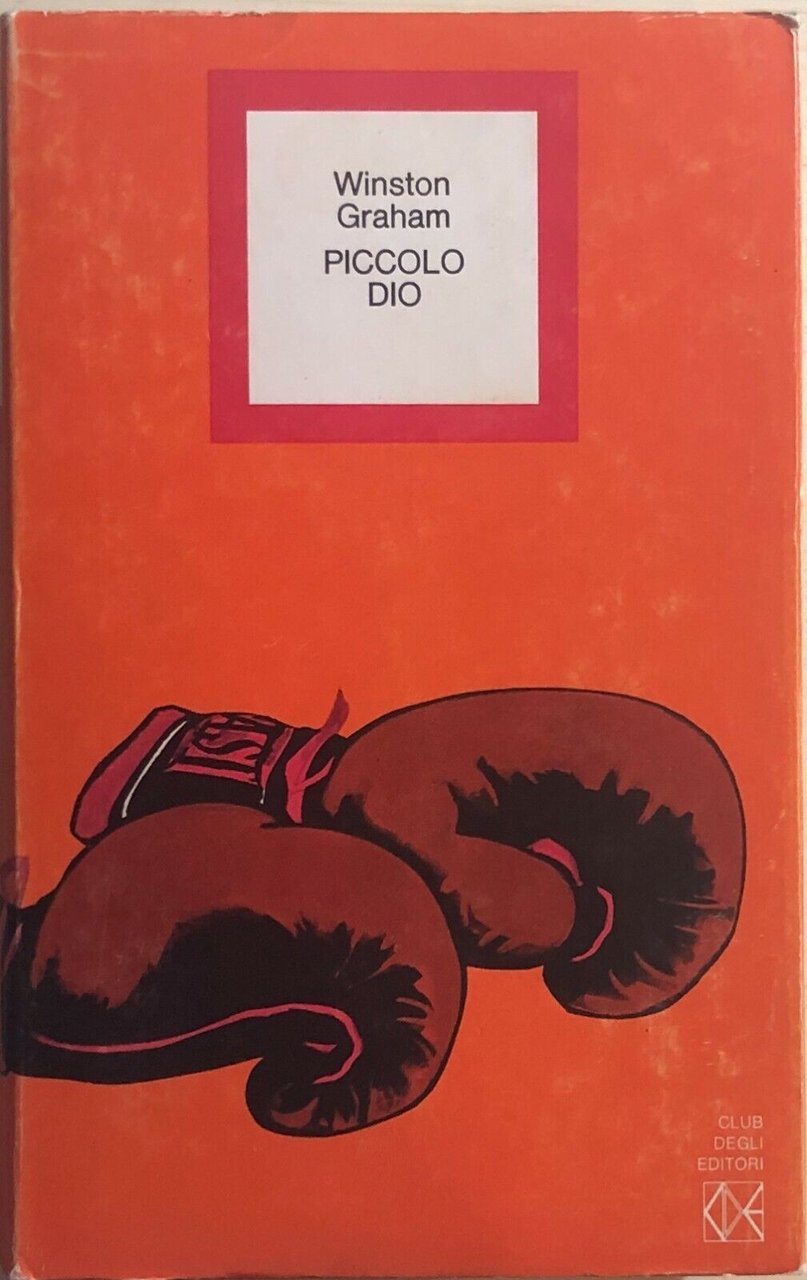 Winston
Graham
PICCOLO
DIO
CLUB
DEGLI
EDITORI